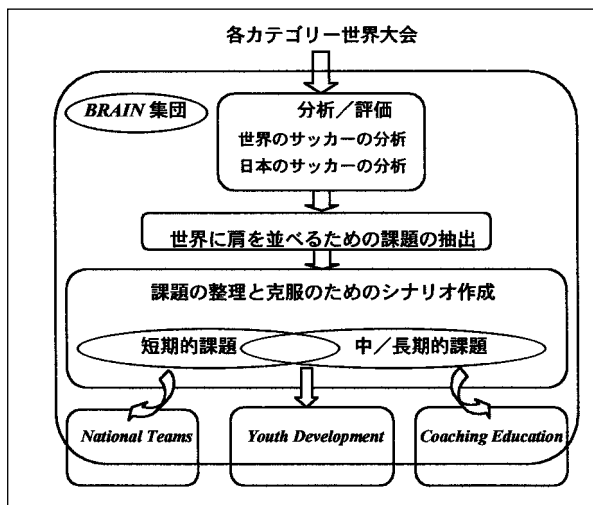 各カテゴリー世界大会
BRAIN 集団
分析／評価
世界のサッカーの分析
日本のサッカーの分析
世界に肩を並べるための課題の抽出
課題の整理と克服のためのシナリオ作成
短期的課題
中／長期的課題
National Teams
Youth Development
Coaching Education